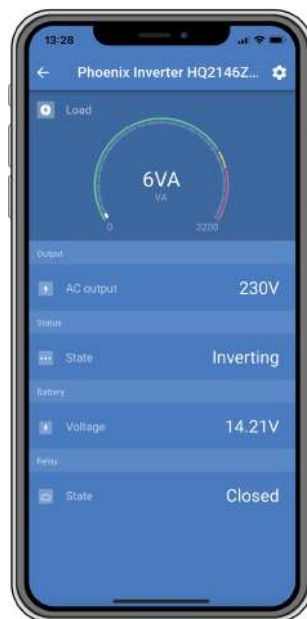 13:28
Phoenix Inverter HQ2146Z...
Load
6VA
VA
0
3200
Output
AC output
230V
Status
State
Inverting
Battery
Voltage
14.21V
Relay
State
Closed